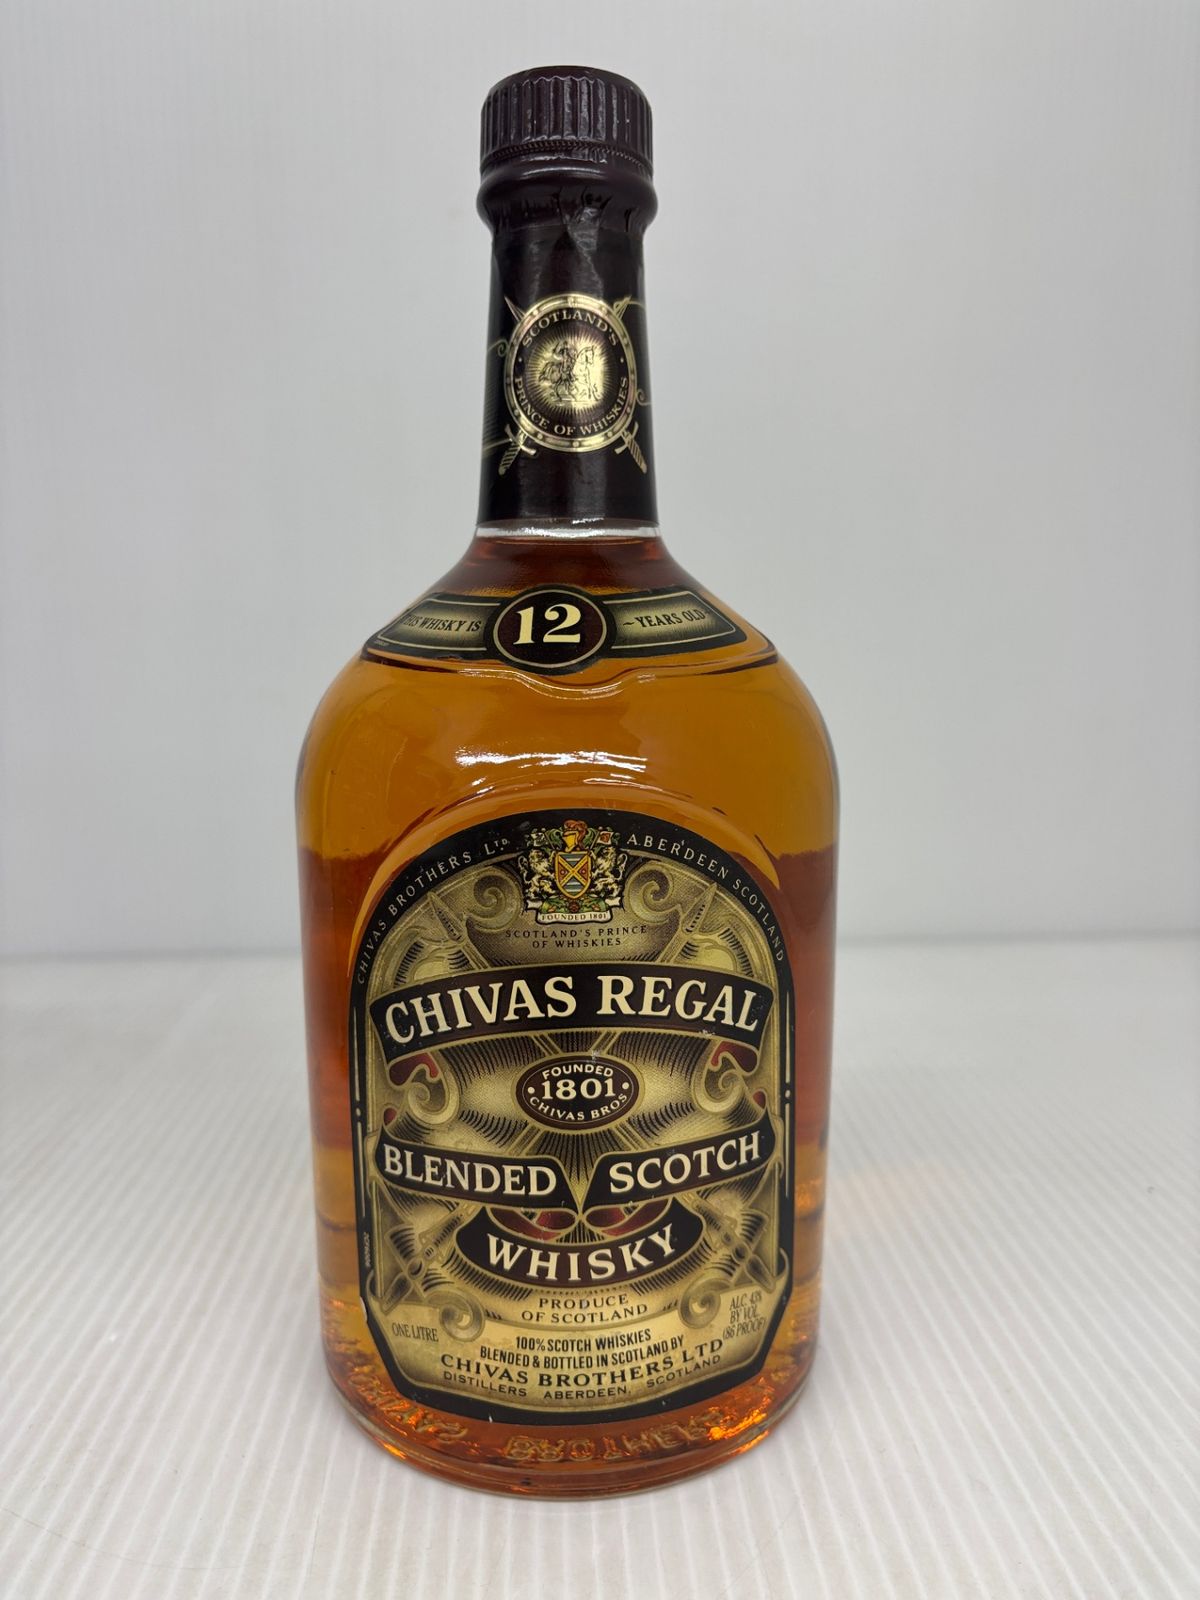 SCOTLAND'S
PRINCE OF WHISKIES
THIS WHISKY IS 12 ~YEARS OLD~
CHIVAS BROTHERS LTD. ABERDEEN SCOTLAND
FOUNDED 1801
SCOTLAND'S PRINCE
OF WHISKIES
CHIVAS REGAL
FOUNDED
·1801·
CHIVAS BROS
BLENDED SCOTCH
WHISKY
PRODUCE
OF SCOTLAND
ONE LITRE
ALC. 43%
BY VOL.
(86 PROOF)
100% SCOTCH WHISKIES
BLENDED & BOTTLED IN SCOTLAND BY
CHIVAS BROTHERS LTD
DISTILLERS ABERDEEN, SCOTLAND
BROTHERS